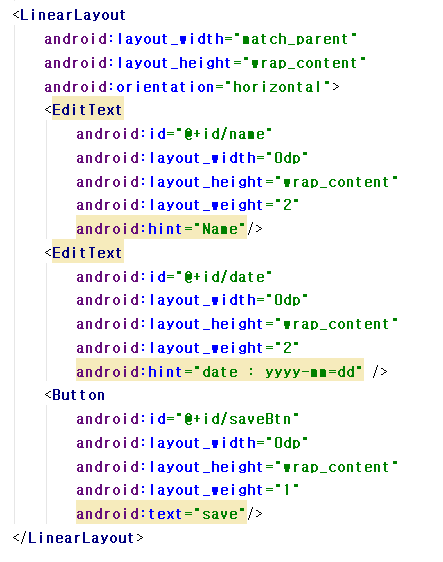 <LinearLayout
    android:layout_width="match_parent"
    android:layout_height="wrap_content"
    android:orientation="horizontal">
    <EditText
        android:id="@+id/name"
        android:layout_width="0dp"
        android:layout_height="wrap_content"
        android:layout_weight="2"
        android:hint="Name"/>
    <EditText
        android:id="@+id/date"
        android:layout_width="0dp"
        android:layout_height="wrap_content"
        android:layout_weight="2"
        android:hint="date : yyyy-mm=dd" />
    <Button
        android:id="@+id/saveBtn"
        android:layout_width="0dp"
        android:layout_height="wrap_content"
        android:layout_weight="1"
        android:text="save"/>
</LinearLayout>